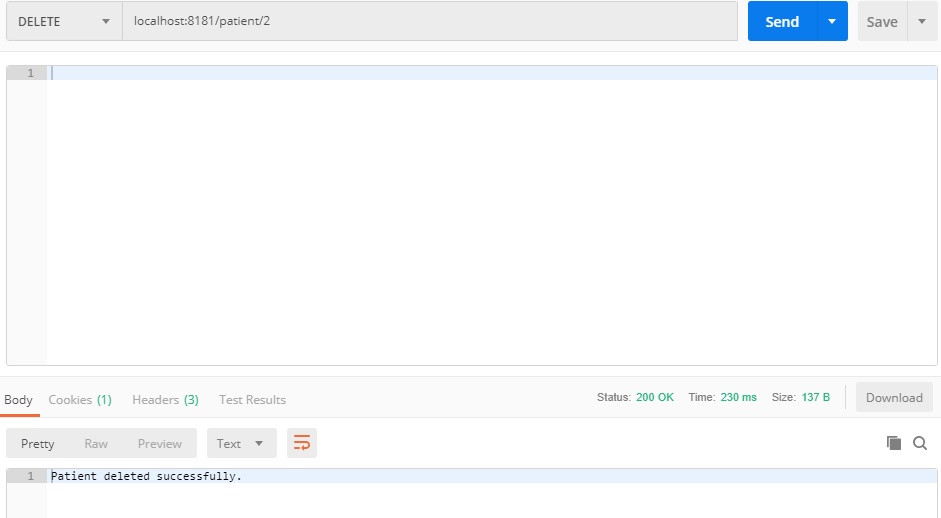 DELETE localhost:8181/patient/2 Send Save
1
Body Cookies (1) Headers (3) Test Results Status: 200 OK Time: 230 ms Size: 137 B Download
Pretty Raw Preview Text
1 Patient deleted successfully.